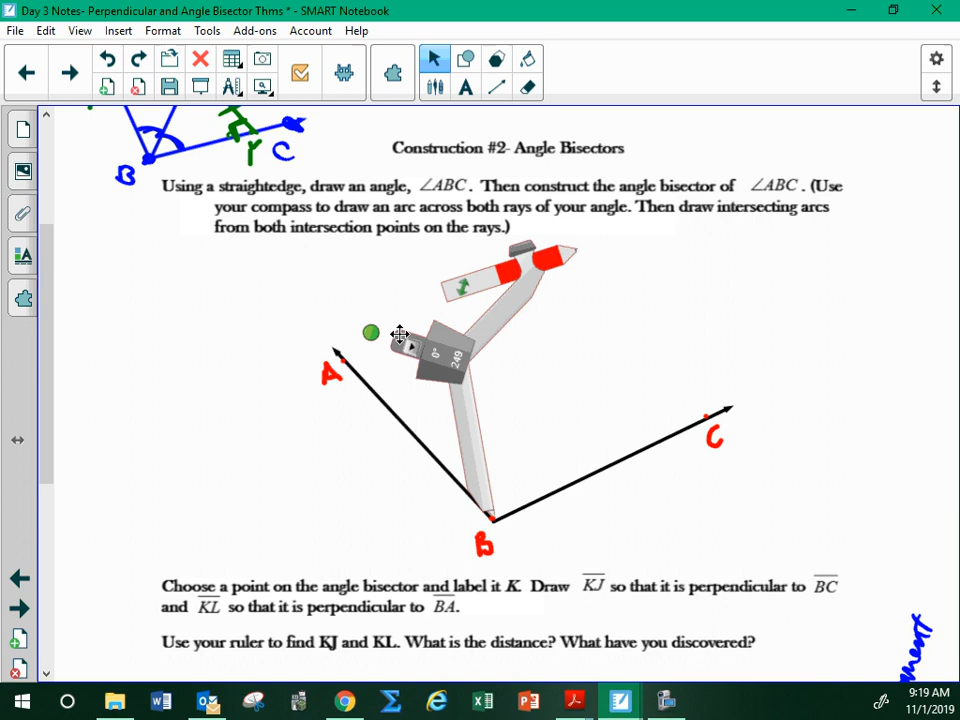 Day 3 Notes- Perpendicular and Angle Bisector Thms * - SMART Notebook
File Edit View Insert Format Tools Add-ons Account Help
B
Y
C
Construction #2- Angle Bisectors
Using a straightedge, draw an angle, ∠ABC. Then construct the angle bisector of ∠ABC. (Use
your compass to draw an arc across both rays of your angle. Then draw intersecting arcs
from both intersection points on the rays.)
0°
249
A
C
B
Choose a point on the angle bisector and label it K. Draw K̅J̅ so that it is perpendicular to B̅C̅
and K̅L̅ so that it is perpendicular to B̅A̅.
Use your ruler to find KJ and KL. What is the distance? What have you discovered?
ment
9:19 AM
11/1/2019